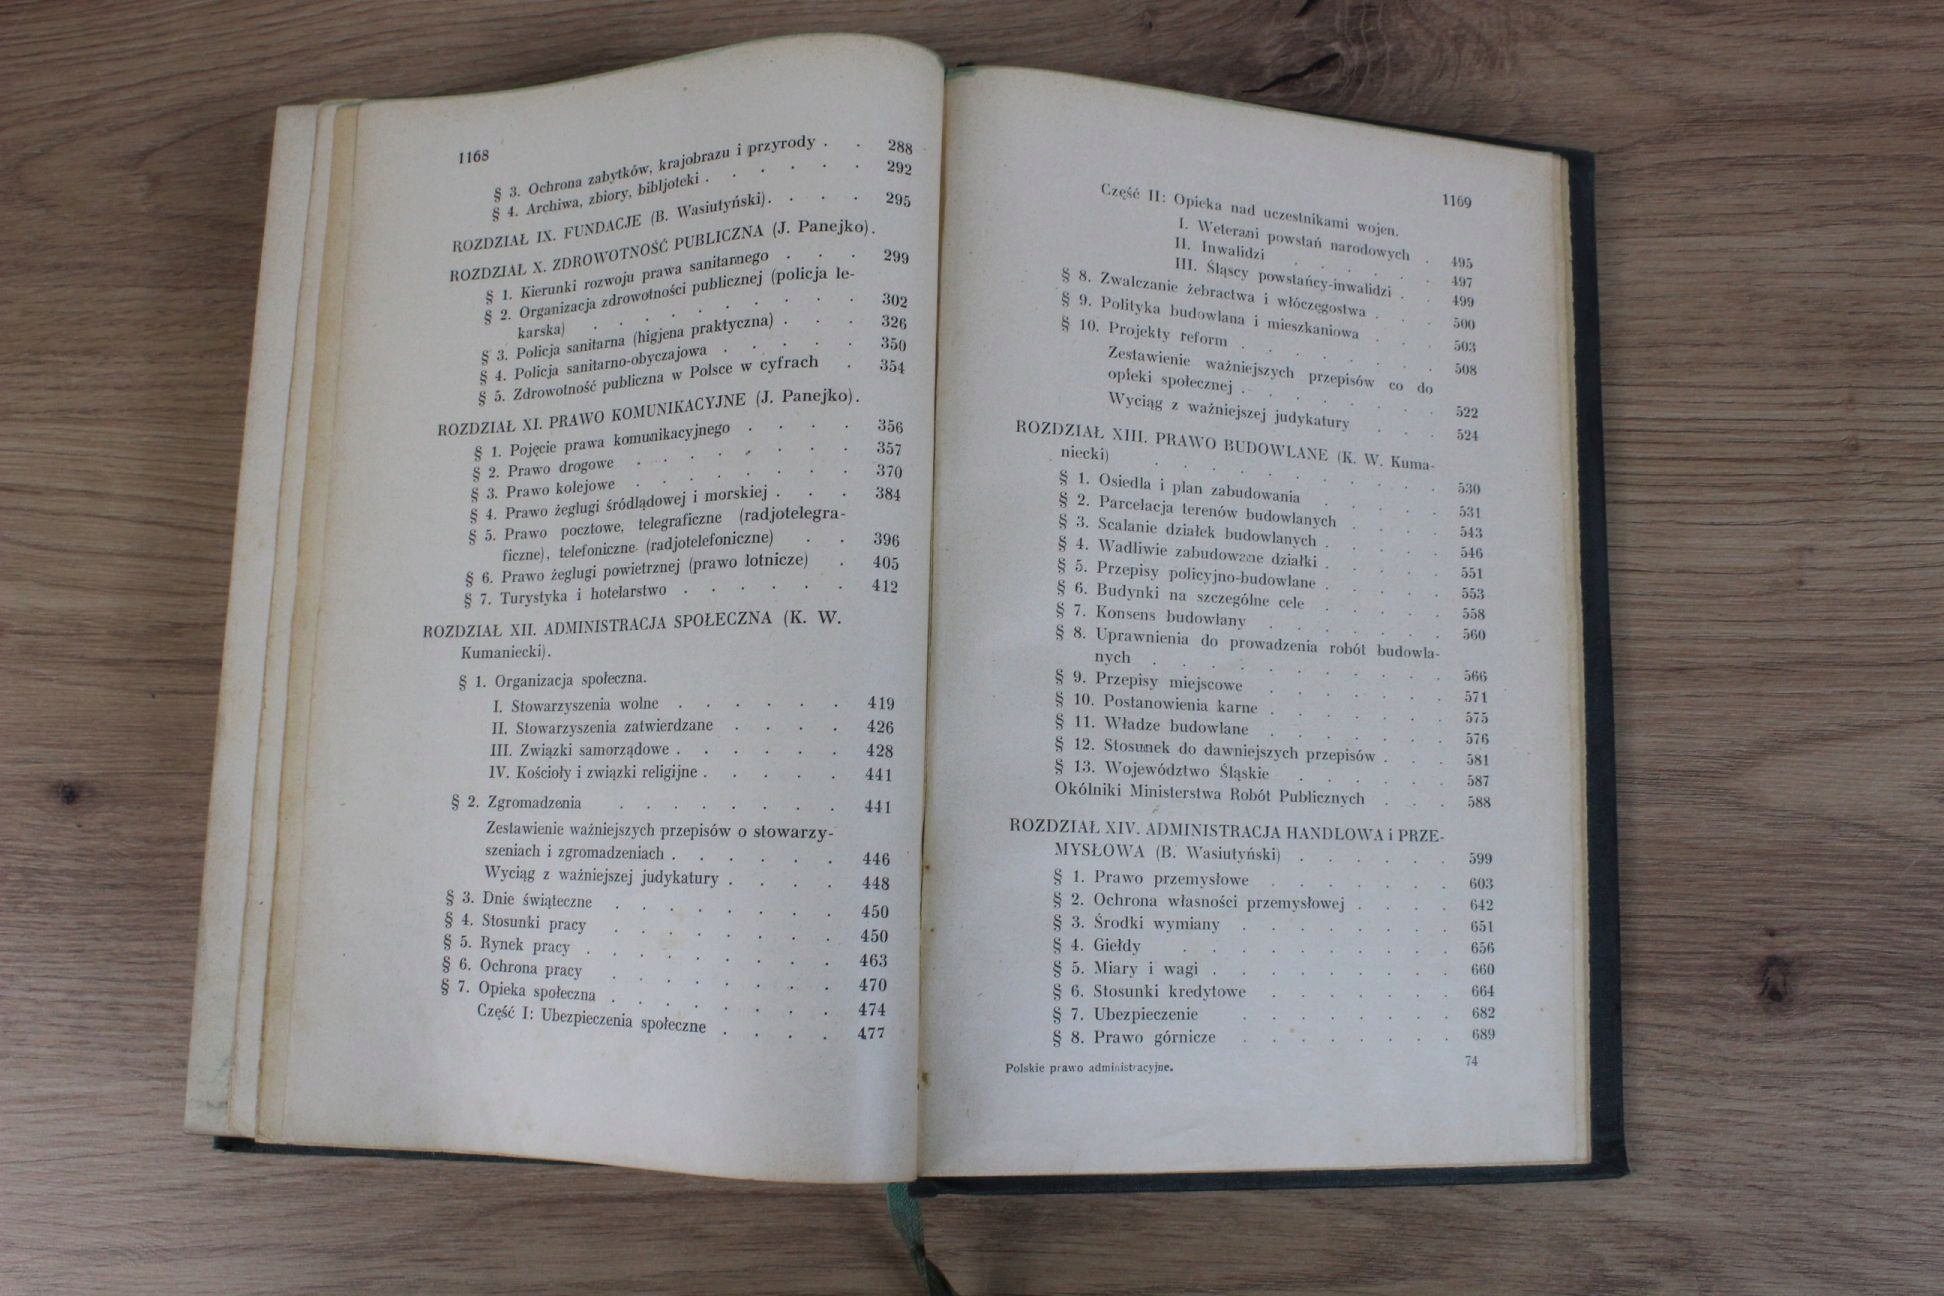 1168
§ 3. Ochrona zabytków, krajobrazu i przyrody . . 288
§ 4. Archiwa, zbiory, bibljoteki . . . . . . 292
ROZDZIAŁ IX. FUNDACJE (B. Wasiutyński). . . . 295
ROZDZIAŁ X. ZDROWOTNOŚĆ PUBLICZNA (J. Panejko).
§ 1. Kierunki rozwoju prawa sanitarnego . . . 299
§ 2. Organizacja zdrowotności publicznej (policja le-
karska) . . . . . . . . . 302
§ 3. Policja sanitarna (higjena praktyczna) . . . 326
§ 4. Policja sanitarno-obyczajowa . . . . . 350
§ 5. Zdrowotność publiczna w Polsce w cyfrach . 354
ROZDZIAŁ XI. PRAWO KOMUNIKACYJNE (J. Panejko).
§ 1. Pojęcie prawa komunikacyjnego . . . . 356
§ 2. Prawo drogowe . . . . . . . . 357
§ 3. Prawo kolejowe . . . . . . . . 370
§ 4. Prawo żeglugi śródlądowej i morskiej . . . 384
§ 5. Prawo pocztowe, telegraficzne (radjotelegra-
ficzne), telefoniczne (radjotelefoniczne) . . 396
§ 6. Prawo żeglugi powietrznej (prawo lotnicze) . 405
§ 7. Turystyka i hotelarstwo . . . . . . 412
ROZDZIAŁ XII. ADMINISTRACJA SPOŁECZNA (K. W.
Kumaniecki).
§ 1. Organizacja społeczna.
I. Stowarzyszenia wolne . . . . . . 419
II. Stowarzyszenia zatwierdzane . . . . 426
III. Związki samorządowe . . . . . . 428
IV. Kościoły i związki religijne . . . . . 441
§ 2. Zgromadzenia . . . . . . . . 441
Zestawienie ważniejszych przepisów o stowarzy-
szeniach i zgromadzeniach . . . . . . 446
Wyciąg z ważniejszej judykatury . . . . 448
§ 3. Dnie świąteczne . . . . . . . . 450
§ 4. Stosunki pracy . . . . . . . . 450
§ 5. Rynek pracy . . . . . . . . . 463
§ 6. Ochrona pracy . . . . . . . . 470
§ 7. Opieka społeczna . . . . . . . . 474
Część I: Ubezpieczenia społeczne . . . . 477
1169
Część II: Opieka nad uczestnikami wojen.
I. Weterani powstań narodowych . 495
II. Inwalidzi . . . . . . 497
III. Śląscy powstańcy-inwalidzi . . 499
§ 8. Zwalczanie żebractwa i włóczęgostwa . . . 500
§ 9. Polityka budowlana i mieszkaniowa . . . 503
§ 10. Projekty reform . . . . . . . . 508
Zestawienie ważniejszych przepisów co do
opieki społecznej . . . . . . . . 522
Wyciąg z ważniejszej judykatury . . . 524
ROZDZIAŁ XIII. PRAWO BUDOWLANE (K. W. Kuma-
niecki) . . . . . . . . . . 530
§ 1. Osiedla i plan zabudowania . . . . . 531
§ 2. Parcelacja terenów budowlanych . . . . 543
§ 3. Scalanie działek budowlanych . . . . . 546
§ 4. Wadliwie zabudowane działki . . . . . 551
§ 5. Przepisy policyjno-budowlane . . . . . 553
§ 6. Budynki na szczególne cele . . . . . 558
§ 7. Konsens budowlany . . . . . . . 560
§ 8. Uprawnienia do prowadzenia robót budowla-
nych . . . . . . . . . . 566
§ 9. Przepisy miejscowe . . . . . . . 571
§ 10. Postanowienia karne . . . . . . . 575
§ 11. Władze budowlane . . . . . . . 576
§ 12. Stosunek do dawniejszych przepisów . . . 581
§ 13. Województwo Śląskie . . . . . . 587
Okólniki Ministerstwa Robót Publicznych . . . 588
ROZDZIAŁ XIV. ADMINISTRACJA HANDLOWA i PRZE-
MYSŁOWA (B. Wasiutyński) . . . . . . 599
§ 1. Prawo przemysłowe . . . . . . . 603
§ 2. Ochrona własności przemysłowej . . . . 642
§ 3. Środki wymiany . . . . . . . . 651
§ 4. Giełdy . . . . . . . . . . 656
§ 5. Miary i wagi . . . . . . . . . 660
§ 6. Stosunki kredytowe . . . . . . . 664
§ 7. Ubezpieczenie . . . . . . . . 682
§ 8. Prawo górnicze . . . . . . . . 689
Polskie prawo administracyjne. 74